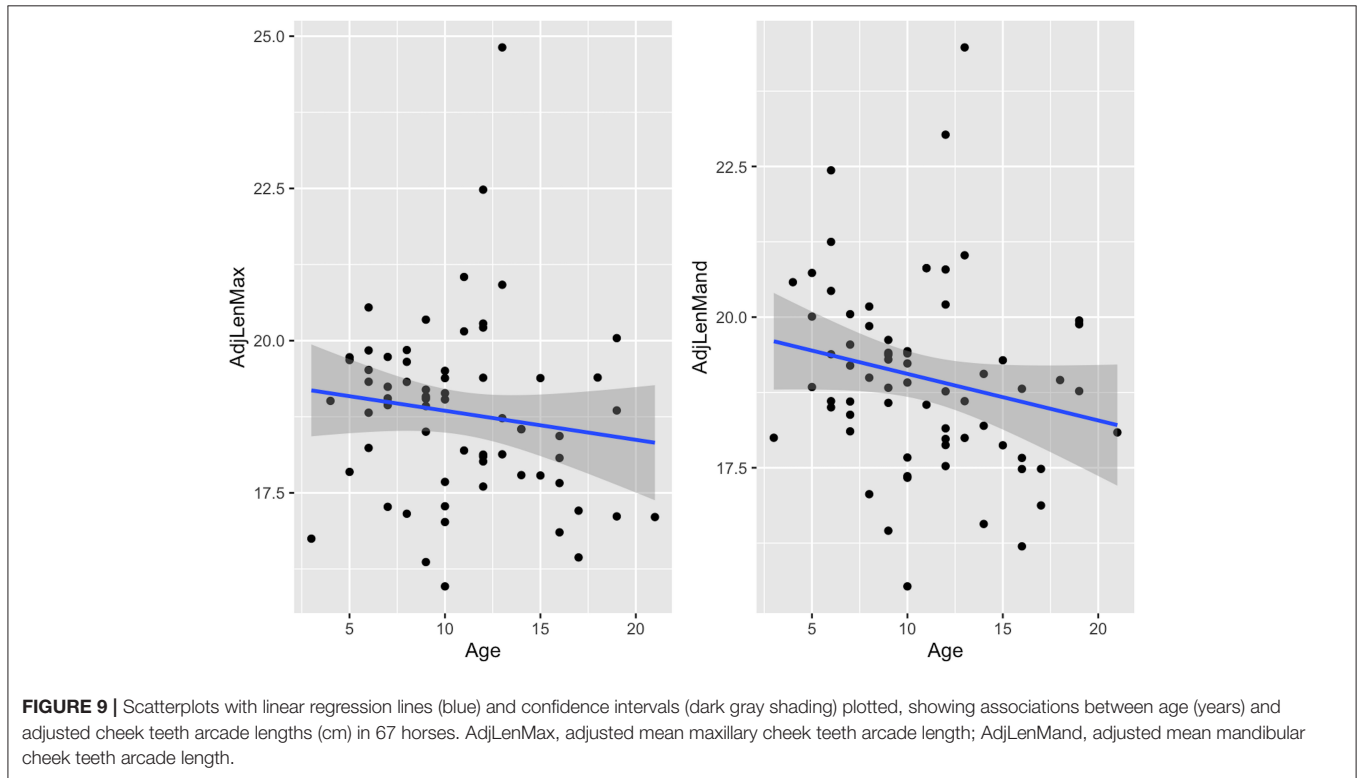 25.0
22.5
20.0
17.5
AdjLenMax
5 10 15 20
Age
22.5
20.0
17.5
AdjLenMand
5 10 15 20
Age
FIGURE 9 | Scatterplots with linear regression lines (blue) and confidence intervals (dark gray shading) plotted, showing associations between age (years) and
adjusted cheek teeth arcade lengths (cm) in 67 horses. AdjLenMax, adjusted mean maxillary cheek teeth arcade length; AdjLenMand, adjusted mean mandibular
cheek teeth arcade length.